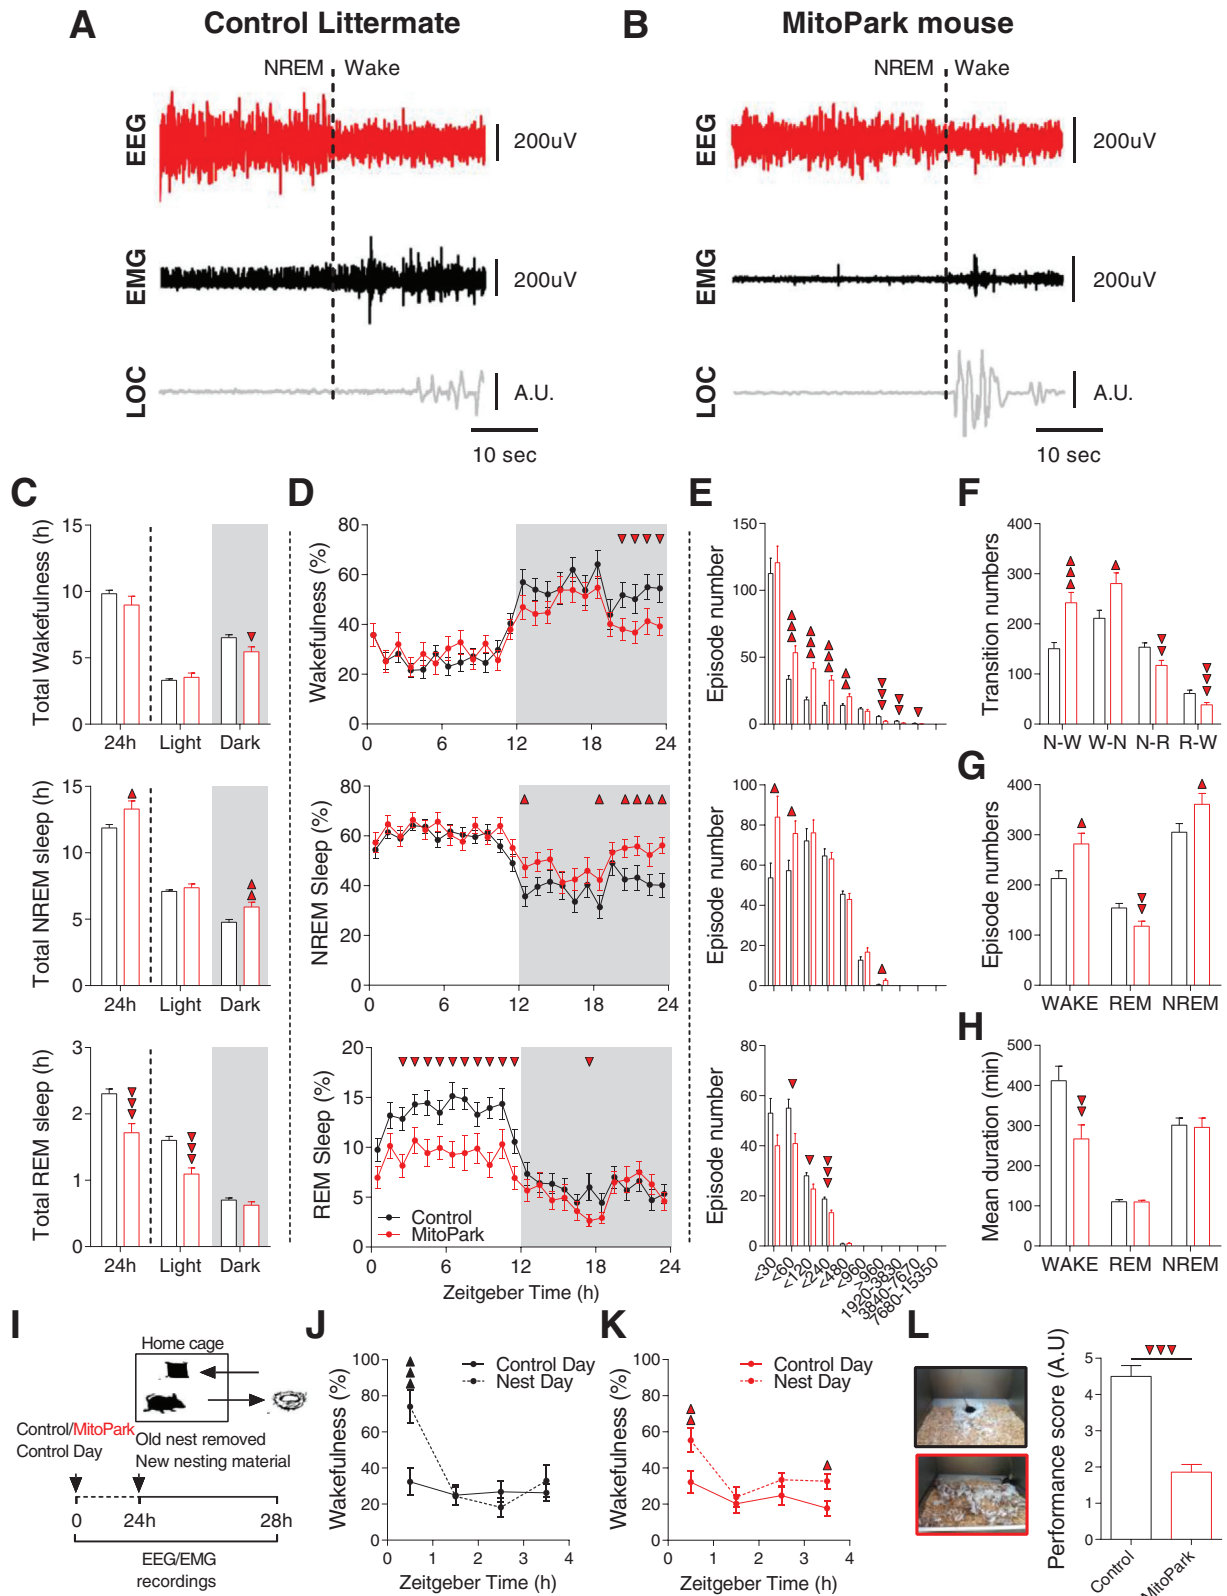 A Control Littermate
B MitoPark mouse
NREM Wake
NREM Wake
EEG
200uV
EEG
200uV
EMG
200uV
EMG
200uV
LOC
A.U.
LOC
A.U.
10 sec
10 sec
C
D
E
F
Total Wakefulness (h)
15
10
5
0
24h Light Dark
Wakefulness (%)
80
60
40
20
0
0 6 12 18 24
Episode number
150
100
50
0
Transition numbers
400
300
200
100
0
N-W W-N N-R R-W
Total NREM sleep (h)
15
10
5
0
24h Light Dark
NREM Sleep (%)
80
60
40
20
0
0 6 12 18 24
Episode number
100
80
60
40
20
0
G
Episode numbers
400
300
200
100
0
WAKE REM NREM
Total REM sleep (h)
3
2
1
0
24h Light Dark
REM Sleep (%)
20
15
10
5
0
Control
MitoPark
0 6 12 18 24
Zeitgeber Time (h)
Episode number
80
60
40
20
0
<30
<60
<120
<240
<480
<960
>960
1920-3830
3840-7670
7680-15350
H
Mean duration (min)
500
400
300
200
100
0
WAKE REM NREM
I
Home cage
Control/MitoPark
Control Day
Old nest removed
New nesting material
0 24h 28h
EEG/EMG
recordings
J
Wakefulness (%)
100
80
60
40
20
0
Control Day
Nest Day
0 1 2 3 4
Zeitgeber Time (h)
K
Wakefulness (%)
100
80
60
40
20
0
Control Day
Nest Day
0 1 2 3 4
Zeitgeber Time (h)
L
Performance score (A.U)
5
4
3
2
1
0
Control
MitoPark